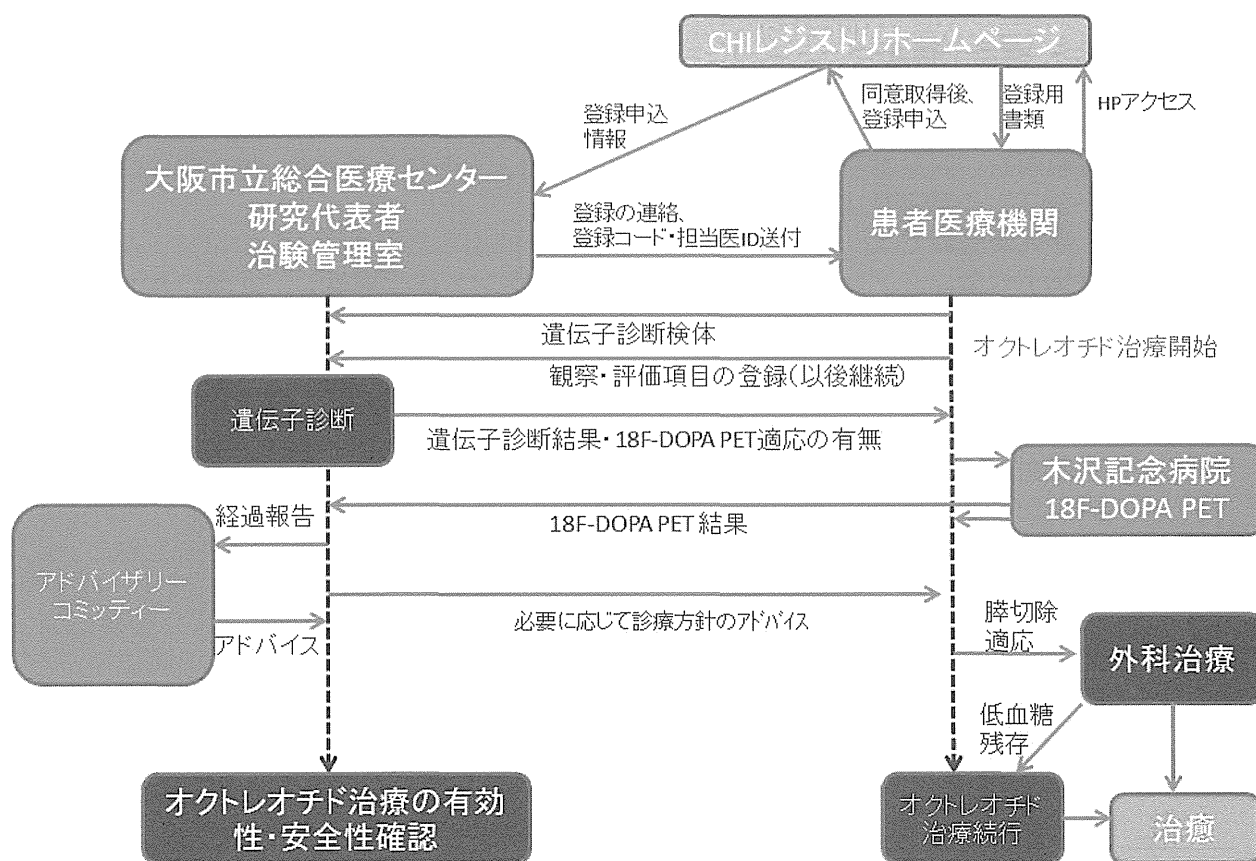 CHIレジストリホームページ
登録申込
情報
同意取得後、
登録申込
登録用
書類
HPアクセス
大阪市立総合医療センター
研究代表者
治験管理室
登録の連絡、
登録コード・担当医ID送付
患者医療機関
遺伝子診断検体
オクトレオチド治療開始
観察・評価項目の登録(以後継続)
遺伝子診断
遺伝子診断結果・18F-DOPA PET適応の有無
木沢記念病院
18F-DOPA PET
経過報告
18F-DOPA PET 結果
アドバイザリー
コミッティー
アドバイス
必要に応じて診療方針のアドバイス
膵切除
適応
外科治療
低血糖
残存
オクトレオチド治療の有効
性・安全性確認
オクトレオチド
治療続行
治癒